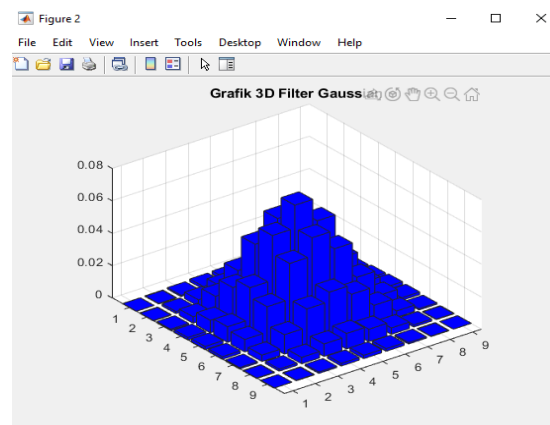 Figure 2
File Edit View Insert Tools Desktop Window Help
Grafik 3D Filter Gaussian
0.08
0.06
0.04
0.02
0
1 2 3 4 5 6 7 8 9
1 2 3 4 5 6 7 8 9